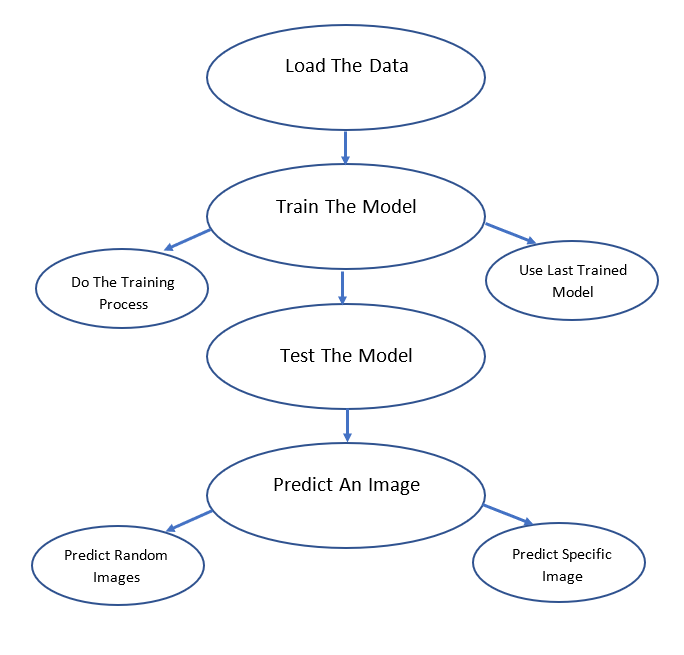 Load The Data
Train The Model
Do The Training
Process
Use Last Trained
Model
Test The Model
Predict An Image
Predict Random
Images
Predict Specific
Image